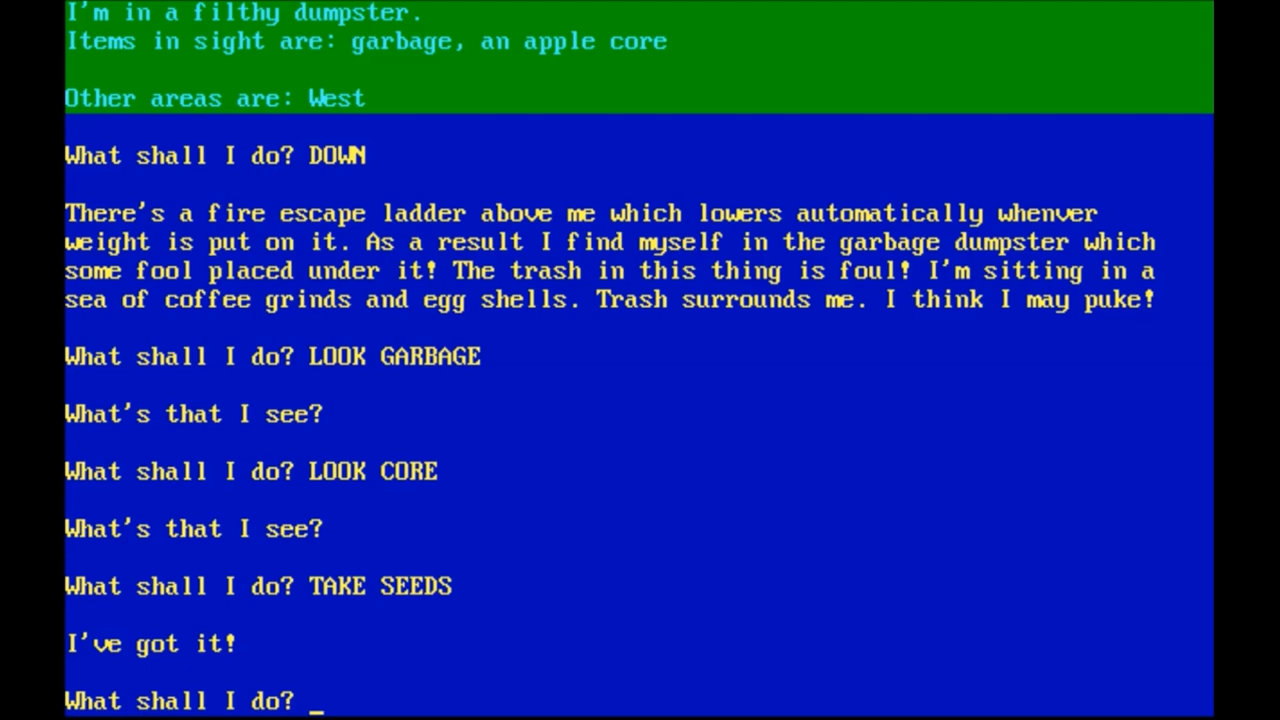 I'm in a filthy dumpster.
Items in sight are: garbage, an apple core
Other areas are: West
What shall I do? DOWN
There's a fire escape ladder above me which lowers automatically whenver
weight is put on it. As a result I find myself in the garbage dumpster which
some fool placed under it! The trash in this thing is foul! I'm sitting in a
sea of coffee grinds and egg shells. Trash surrounds me. I think I may puke!
What shall I do? LOOK GARBAGE
What's that I see?
What shall I do? LOOK CORE
What's that I see?
What shall I do? TAKE SEEDS
I've got it!
What shall I do? _